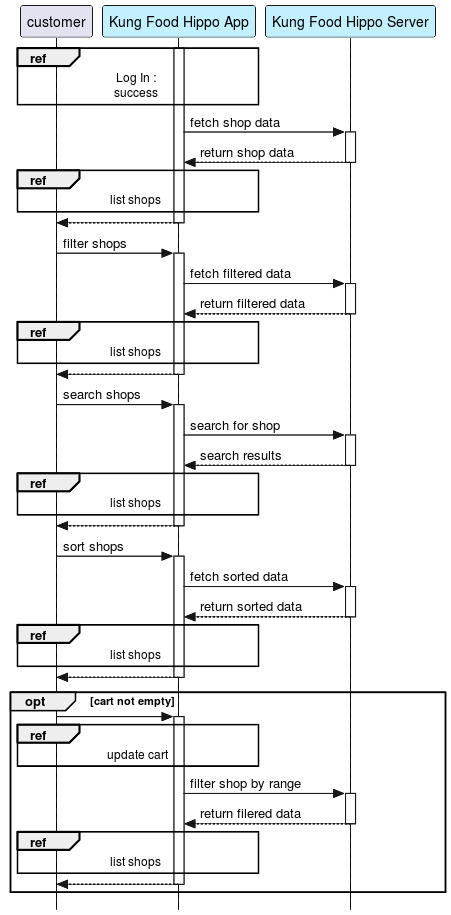 customer
Kung Food Hippo App
Kung Food Hippo Server
ref
Log In :
success
fetch shop data
return shop data
ref
list shops
filter shops
fetch filtered data
return filtered data
ref
list shops
search shops
search for shop
search results
ref
list shops
sort shops
fetch sorted data
return sorted data
ref
list shops
opt
[cart not empty]
ref
update cart
filter shop by range
return filered data
ref
list shops